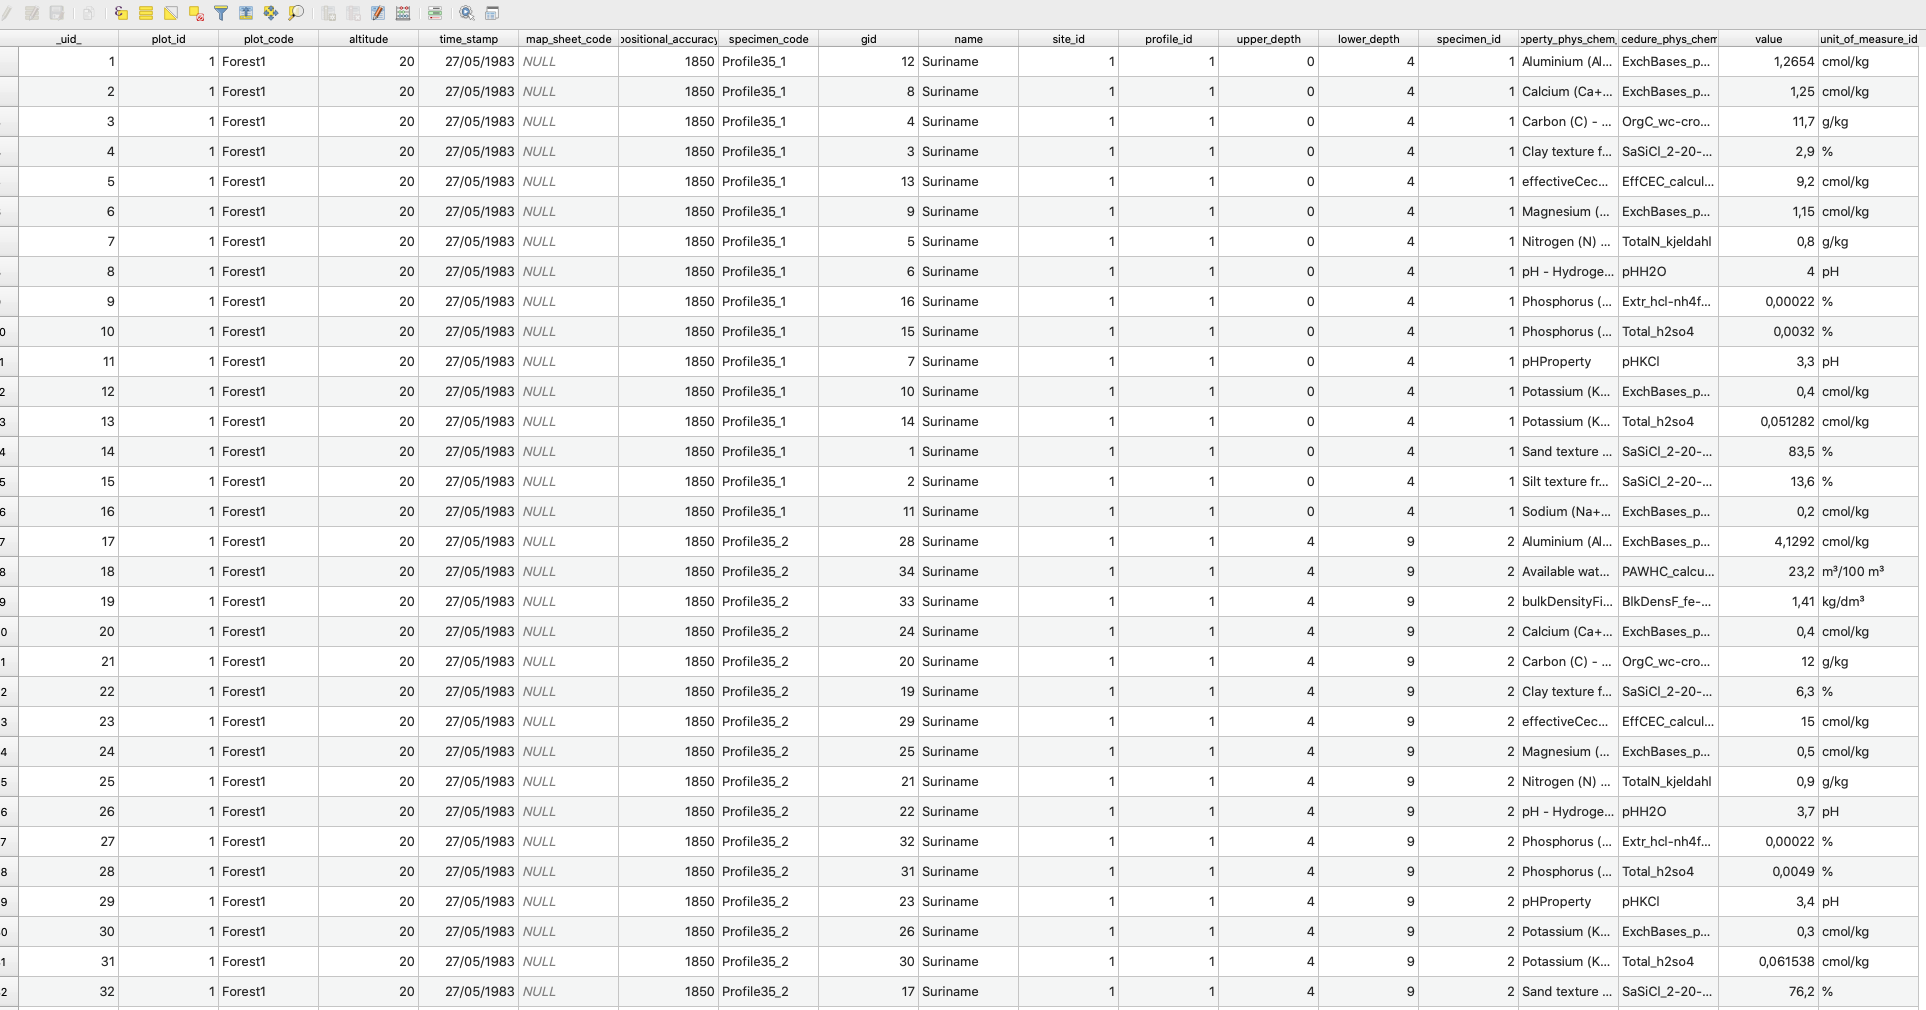 _uid_ plot_id plot_code altitude time_stamp map_sheet_code positional_accuracy specimen_code gid name site_id profile_id upper_depth lower_depth specimen_id operty_phys_chem_ cedure_phys_chem value unit_of_measure_id
1 1 Forest1 20 27/05/1983 NULL 1850 Profile35_1 12 Suriname 1 1 0 4 1 Aluminium (Al... ExchBases_p... 1,2654 cmol/kg
2 1 Forest1 20 27/05/1983 NULL 1850 Profile35_1 8 Suriname 1 1 0 4 1 Calcium (Ca+... ExchBases_p... 1,25 cmol/kg
3 1 Forest1 20 27/05/1983 NULL 1850 Profile35_1 4 Suriname 1 1 0 4 1 Carbon (C) - ... OrgC_wc-cro... 11,7 g/kg
4 1 Forest1 20 27/05/1983 NULL 1850 Profile35_1 3 Suriname 1 1 0 4 1 Clay texture f... SaSiCl_2-20-... 2,9 %
5 1 Forest1 20 27/05/1983 NULL 1850 Profile35_1 13 Suriname 1 1 0 4 1 effectiveCec... EffCEC_calcul... 9,2 cmol/kg
6 1 Forest1 20 27/05/1983 NULL 1850 Profile35_1 9 Suriname 1 1 0 4 1 Magnesium (... ExchBases_p... 1,15 cmol/kg
7 1 Forest1 20 27/05/1983 NULL 1850 Profile35_1 5 Suriname 1 1 0 4 1 Nitrogen (N) ... TotalN_kjeldahl 0,8 g/kg
8 1 Forest1 20 27/05/1983 NULL 1850 Profile35_1 6 Suriname 1 1 0 4 1 pH - Hydroge... pHH2O 4 pH
9 1 Forest1 20 27/05/1983 NULL 1850 Profile35_1 16 Suriname 1 1 0 4 1 Phosphorus (... Extr_hcl-nh4f... 0,00022 %
0 10 1 Forest1 20 27/05/1983 NULL 1850 Profile35_1 15 Suriname 1 1 0 4 1 Phosphorus (... Total_h2so4 0,0032 %
1 11 1 Forest1 20 27/05/1983 NULL 1850 Profile35_1 7 Suriname 1 1 0 4 1 pHProperty pHKCl 3,3 pH
2 12 1 Forest1 20 27/05/1983 NULL 1850 Profile35_1 10 Suriname 1 1 0 4 1 Potassium (K... ExchBases_p... 0,4 cmol/kg
3 13 1 Forest1 20 27/05/1983 NULL 1850 Profile35_1 14 Suriname 1 1 0 4 1 Potassium (K... Total_h2so4 0,051282 cmol/kg
4 14 1 Forest1 20 27/05/1983 NULL 1850 Profile35_1 1 Suriname 1 1 0 4 1 Sand texture ... SaSiCl_2-20-... 83,5 %
5 15 1 Forest1 20 27/05/1983 NULL 1850 Profile35_1 2 Suriname 1 1 0 4 1 Silt texture fr... SaSiCl_2-20-... 13,6 %
6 16 1 Forest1 20 27/05/1983 NULL 1850 Profile35_1 11 Suriname 1 1 0 4 1 Sodium (Na+... ExchBases_p... 0,2 cmol/kg
7 17 1 Forest1 20 27/05/1983 NULL 1850 Profile35_2 28 Suriname 1 1 4 9 2 Aluminium (Al... ExchBases_p... 4,1292 cmol/kg
8 18 1 Forest1 20 27/05/1983 NULL 1850 Profile35_2 34 Suriname 1 1 4 9 2 Available wat... PAWHC_calcu... 23,2 m³/100 m³
9 19 1 Forest1 20 27/05/1983 NULL 1850 Profile35_2 33 Suriname 1 1 4 9 2 bulkDensityFi... BlkDensF_fe-... 1,41 kg/dm³
0 20 1 Forest1 20 27/05/1983 NULL 1850 Profile35_2 24 Suriname 1 1 4 9 2 Calcium (Ca+... ExchBases_p... 0,4 cmol/kg
1 21 1 Forest1 20 27/05/1983 NULL 1850 Profile35_2 20 Suriname 1 1 4 9 2 Carbon (C) - ... OrgC_wc-cro... 12 g/kg
2 22 1 Forest1 20 27/05/1983 NULL 1850 Profile35_2 19 Suriname 1 1 4 9 2 Clay texture f... SaSiCl_2-20-... 6,3 %
3 23 1 Forest1 20 27/05/1983 NULL 1850 Profile35_2 29 Suriname 1 1 4 9 2 effectiveCec... EffCEC_calcul... 15 cmol/kg
4 24 1 Forest1 20 27/05/1983 NULL 1850 Profile35_2 25 Suriname 1 1 4 9 2 Magnesium (... ExchBases_p... 0,5 cmol/kg
5 25 1 Forest1 20 27/05/1983 NULL 1850 Profile35_2 21 Suriname 1 1 4 9 2 Nitrogen (N) ... TotalN_kjeldahl 0,9 g/kg
6 26 1 Forest1 20 27/05/1983 NULL 1850 Profile35_2 22 Suriname 1 1 4 9 2 pH - Hydroge... pHH2O 3,7 pH
7 27 1 Forest1 20 27/05/1983 NULL 1850 Profile35_2 32 Suriname 1 1 4 9 2 Phosphorus (... Extr_hcl-nh4f... 0,00022 %
8 28 1 Forest1 20 27/05/1983 NULL 1850 Profile35_2 31 Suriname 1 1 4 9 2 Phosphorus (... Total_h2so4 0,0049 %
9 29 1 Forest1 20 27/05/1983 NULL 1850 Profile35_2 23 Suriname 1 1 4 9 2 pHProperty pHKCl 3,4 pH
0 30 1 Forest1 20 27/05/1983 NULL 1850 Profile35_2 26 Suriname 1 1 4 9 2 Potassium (K... ExchBases_p... 0,3 cmol/kg
1 31 1 Forest1 20 27/05/1983 NULL 1850 Profile35_2 30 Suriname 1 1 4 9 2 Potassium (K... Total_h2so4 0,061538 cmol/kg
2 32 1 Forest1 20 27/05/1983 NULL 1850 Profile35_2 17 Suriname 1 1 4 9 2 Sand texture ... SaSiCl_2-20-... 76,2 %